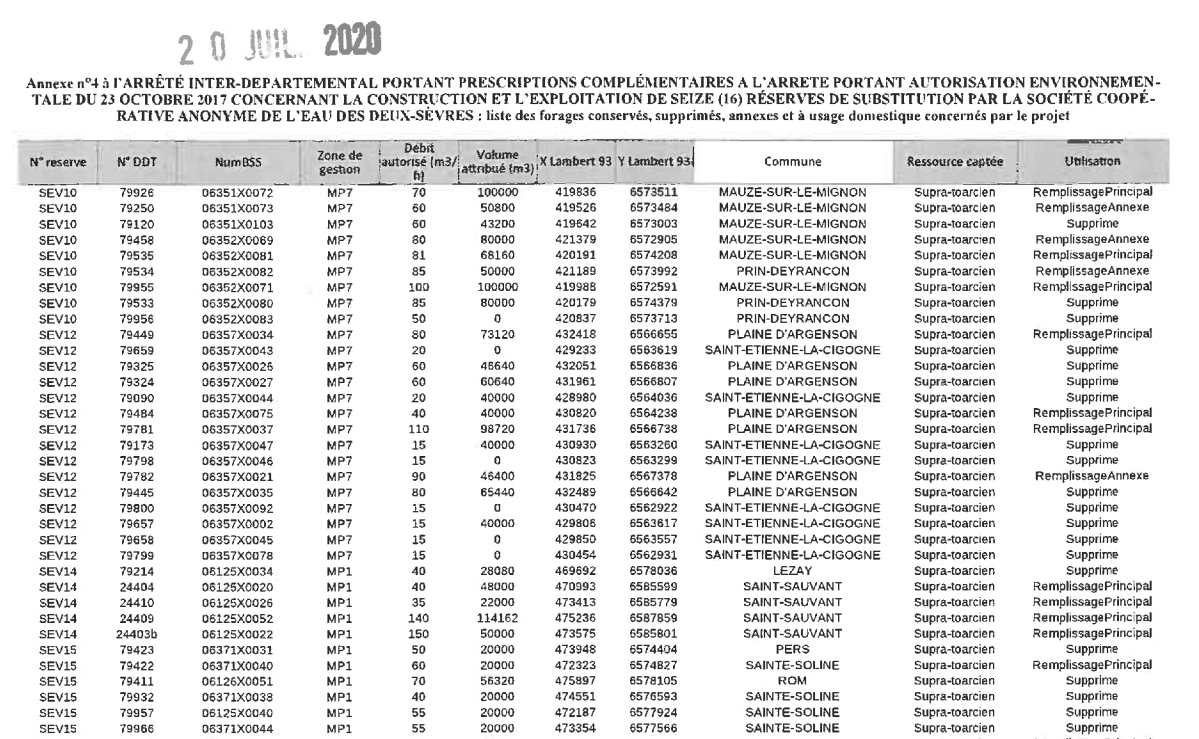 20 JUIL. 2020
Annexe n°4 à l'ARRÊTÉ INTER-DEPARTEMENTAL PORTANT PRESCRIPTIONS COMPLÉMENTAIRES A L'ARRETE PORTANT AUTORISATION ENVIRONNEMEN-
TALE DU 23 OCTOBRE 2017 CONCERNANT LA CONSTRUCTION ET L'EXPLOITATION DE SEIZE (16) RÉSERVES DE SUBSTITUTION PAR LA SOCIÉTÉ COOPÉ-
RATIVE ANONYME DE L'EAU DES DEUX-SÈVRES : liste des forages conservés, supprimés, annexes et à usage domestique concernés par le projet
N° reserve N° DDT NumBSS Zone de gestion Débit autorisé (m3/h) Volume attribué (m3) X Lambert 93 Y Lambert 93 Commune Ressource captée Utilisation
SEV10 79926 06351X0072 MP7 70 100000 419836 6573511 MAUZE-SUR-LE-MIGNON Supra-toarcien RemplissagePrincipal
SEV10 79250 06351X0073 MP7 60 50800 419526 6573484 MAUZE-SUR-LE-MIGNON Supra-toarcien RemplissageAnnexe
SEV10 79120 06351X0103 MP7 60 43200 419642 6573003 MAUZE-SUR-LE-MIGNON Supra-toarcien Supprime
SEV10 79458 06352X0069 MP7 80 80000 421379 6572905 MAUZE-SUR-LE-MIGNON Supra-toarcien RemplissageAnnexe
SEV10 79535 06352X0081 MP7 81 68160 420191 6574208 MAUZE-SUR-LE-MIGNON Supra-toarcien RemplissagePrincipal
SEV10 79534 06352X0082 MP7 85 50000 421189 6573992 PRIN-DEYRANCON Supra-toarcien RemplissageAnnexe
SEV10 79955 06352X0071 MP7 100 100000 419988 6572591 MAUZE-SUR-LE-MIGNON Supra-toarcien RemplissagePrincipal
SEV10 79533 06352X0080 MP7 85 80000 420179 6574379 PRIN-DEYRANCON Supra-toarcien Supprime
SEV10 79956 06352X0083 MP7 50 0 420837 6573713 PRIN-DEYRANCON Supra-toarcien Supprime
SEV12 79449 06357X0034 MP7 80 73120 432418 6566655 PLAINE D'ARGENSON Supra-toarcien RemplissagePrincipal
SEV12 79659 06357X0043 MP7 20 0 429233 6563619 SAINT-ETIENNE-LA-CIGOGNE Supra-toarcien Supprime
SEV12 79325 06357X0026 MP7 60 46640 432051 6566836 PLAINE D'ARGENSON Supra-toarcien Supprime
SEV12 79324 06357X0027 MP7 60 60640 431961 6566807 PLAINE D'ARGENSON Supra-toarcien Supprime
SEV12 79090 06357X0044 MP7 20 40000 428980 6564036 SAINT-ETIENNE-LA-CIGOGNE Supra-toarcien Supprime
SEV12 79484 06357X0075 MP7 40 40000 430820 6564238 PLAINE D'ARGENSON Supra-toarcien RemplissagePrincipal
SEV12 79781 06357X0037 MP7 110 98720 431736 6566738 PLAINE D'ARGENSON Supra-toarcien RemplissagePrincipal
SEV12 79173 06357X0047 MP7 15 40000 430930 6563260 SAINT-ETIENNE-LA-CIGOGNE Supra-toarcien Supprime
SEV12 79798 06357X0046 MP7 15 0 430823 6563299 SAINT-ETIENNE-LA-CIGOGNE Supra-toarcien Supprime
SEV12 79782 06357X0021 MP7 90 46400 431825 6567378 PLAINE D'ARGENSON Supra-toarcien RemplissageAnnexe
SEV12 79445 06357X0035 MP7 80 65440 432489 6566642 PLAINE D'ARGENSON Supra-toarcien Supprime
SEV12 79800 06357X0092 MP7 15 0 430470 6562922 SAINT-ETIENNE-LA-CIGOGNE Supra-toarcien Supprime
SEV12 79657 06357X0002 MP7 15 40000 429806 6563617 SAINT-ETIENNE-LA-CIGOGNE Supra-toarcien Supprime
SEV12 79658 06357X0045 MP7 15 0 429850 6563557 SAINT-ETIENNE-LA-CIGOGNE Supra-toarcien Supprime
SEV12 79799 06357X0078 MP7 15 0 430454 6562931 SAINT-ETIENNE-LA-CIGOGNE Supra-toarcien Supprime
SEV14 79214 06125X0034 MP1 40 28080 469692 6578036 LEZAY Supra-toarcien Supprime
SEV14 24404 06125X0020 MP1 40 48000 470993 6585599 SAINT-SAUVANT Supra-toarcien RemplissagePrincipal
SEV14 24410 06125X0026 MP1 35 22000 473413 6585779 SAINT-SAUVANT Supra-toarcien RemplissagePrincipal
SEV14 24409 06125X0052 MP1 140 114162 475236 6587859 SAINT-SAUVANT Supra-toarcien RemplissagePrincipal
SEV14 24403b 06125X0022 MP1 150 50000 473575 6585801 SAINT-SAUVANT Supra-toarcien RemplissagePrincipal
SEV15 79423 06371X0031 MP1 50 20000 473948 6574404 PERS Supra-toarcien Supprime
SEV15 79422 06371X0040 MP1 60 20000 472323 6574827 SAINTE-SOLINE Supra-toarcien RemplissagePrincipal
SEV15 79411 06126X0051 MP1 70 56320 475897 6578105 ROM Supra-toarcien Supprime
SEV15 79932 06371X0038 MP1 40 20000 474551 6576593 SAINTE-SOLINE Supra-toarcien Supprime
SEV15 79957 06125X0040 MP1 55 20000 472187 6577924 SAINTE-SOLINE Supra-toarcien Supprime
SEV15 79966 06371X0044 MP1 55 20000 473354 6577566 SAINTE-SOLINE Supra-toarcien Supprime